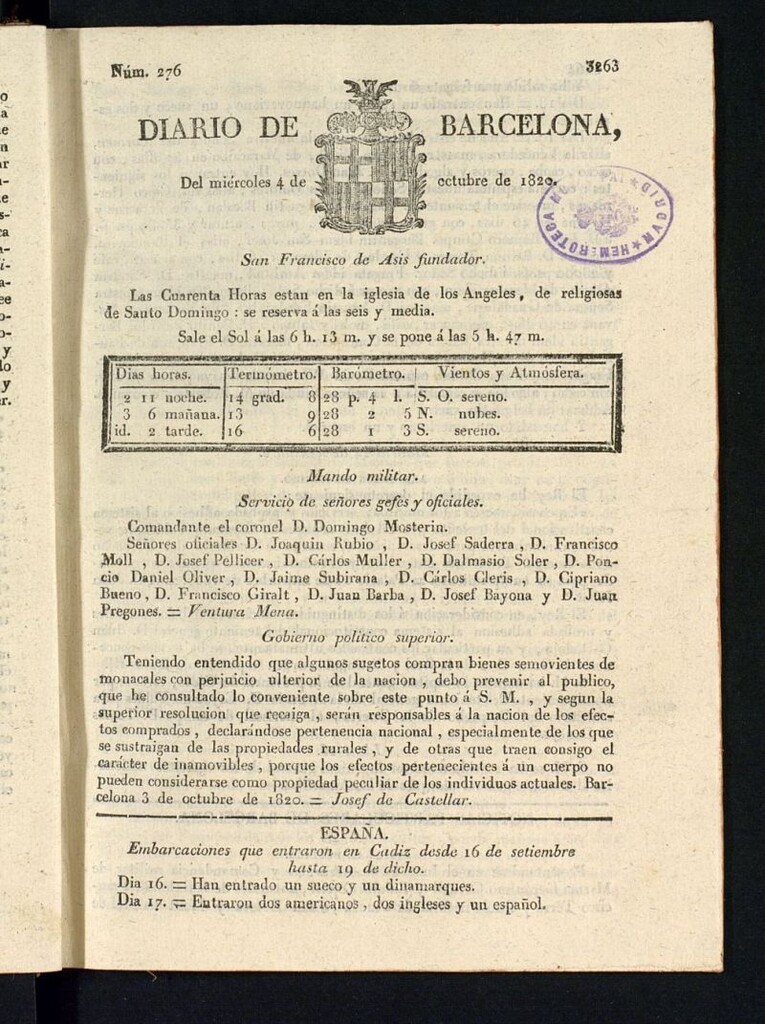 Núm. 276
3263
DIARIO DE BARCELONA,
Del miércoles 4 de octubre de 1820.
HEMEROTECA
San Francisco de Asis fundador.
Las Cuarenta Horas estan en la iglesia de los Angeles, de religiosas
de Santo Domingo : se reserva á las seis y media.
Sale el Sol á las 6 h. 13 m. y se pone á las 5 h. 47 m.
Dias horas. Termómetro. Barómetro. Vientos y Atmósfera.
2 11 noche. 14 grad. 8 28 p. 4 l. S. O. sereno.
3 6 mañana. 13 9 28 2 5 N. nubes.
id. 2 tarde. 16 6 28 1 3 S. sereno.
Mando militar.
Servicio de señores gefes y oficiales.
Comandante el coronel D. Domingo Mosterin.
Señores oficiales D. Joaquin Rubio , D. Josef Saderra , D. Francisco
Moll , D. Josef Pellicer , D. Cárlos Muller , D. Dalmasio Soler , D. Pon-
cio Daniel Oliver , D. Jaime Subirana , D. Cárlos Cleris , D. Cipriano
Bueno , D. Francisco Giralt , D. Juan Barba , D. Josef Bayona y D. Juan
Pregones. = Ventura Mena.
Gobierno político superior.
Teniendo entendido que algunos sugetos compran bienes semovientes de
monacales con perjuicio ulterior de la nacion , debo prevenir al publico,
que he consultado lo conveniente sobre este punto á S. M. , y segun la
superior resolucion que recaiga , serán responsables á la nacion de los efec-
tos comprados , declarándose pertenencia nacional , especialmente de los que
se sustraigan de las propiedades rurales , y de otras que traen consigo el
carácter de inamovibles , porque los efectos pertenecientes á un cuerpo no
pueden considerarse como propiedad peculiar de los individuos actuales. Bar-
celona 3 de octubre de 1820. = Josef de Castellar.
ESPAÑA.
Embarcaciones que entraron en Cadiz desde 16 de setiembre
hasta 19 de dicho.
Dia 16. = Han entrado un sueco y un dinamarques.
Dia 17. = Entraron dos americanos , dos ingleses y un español.